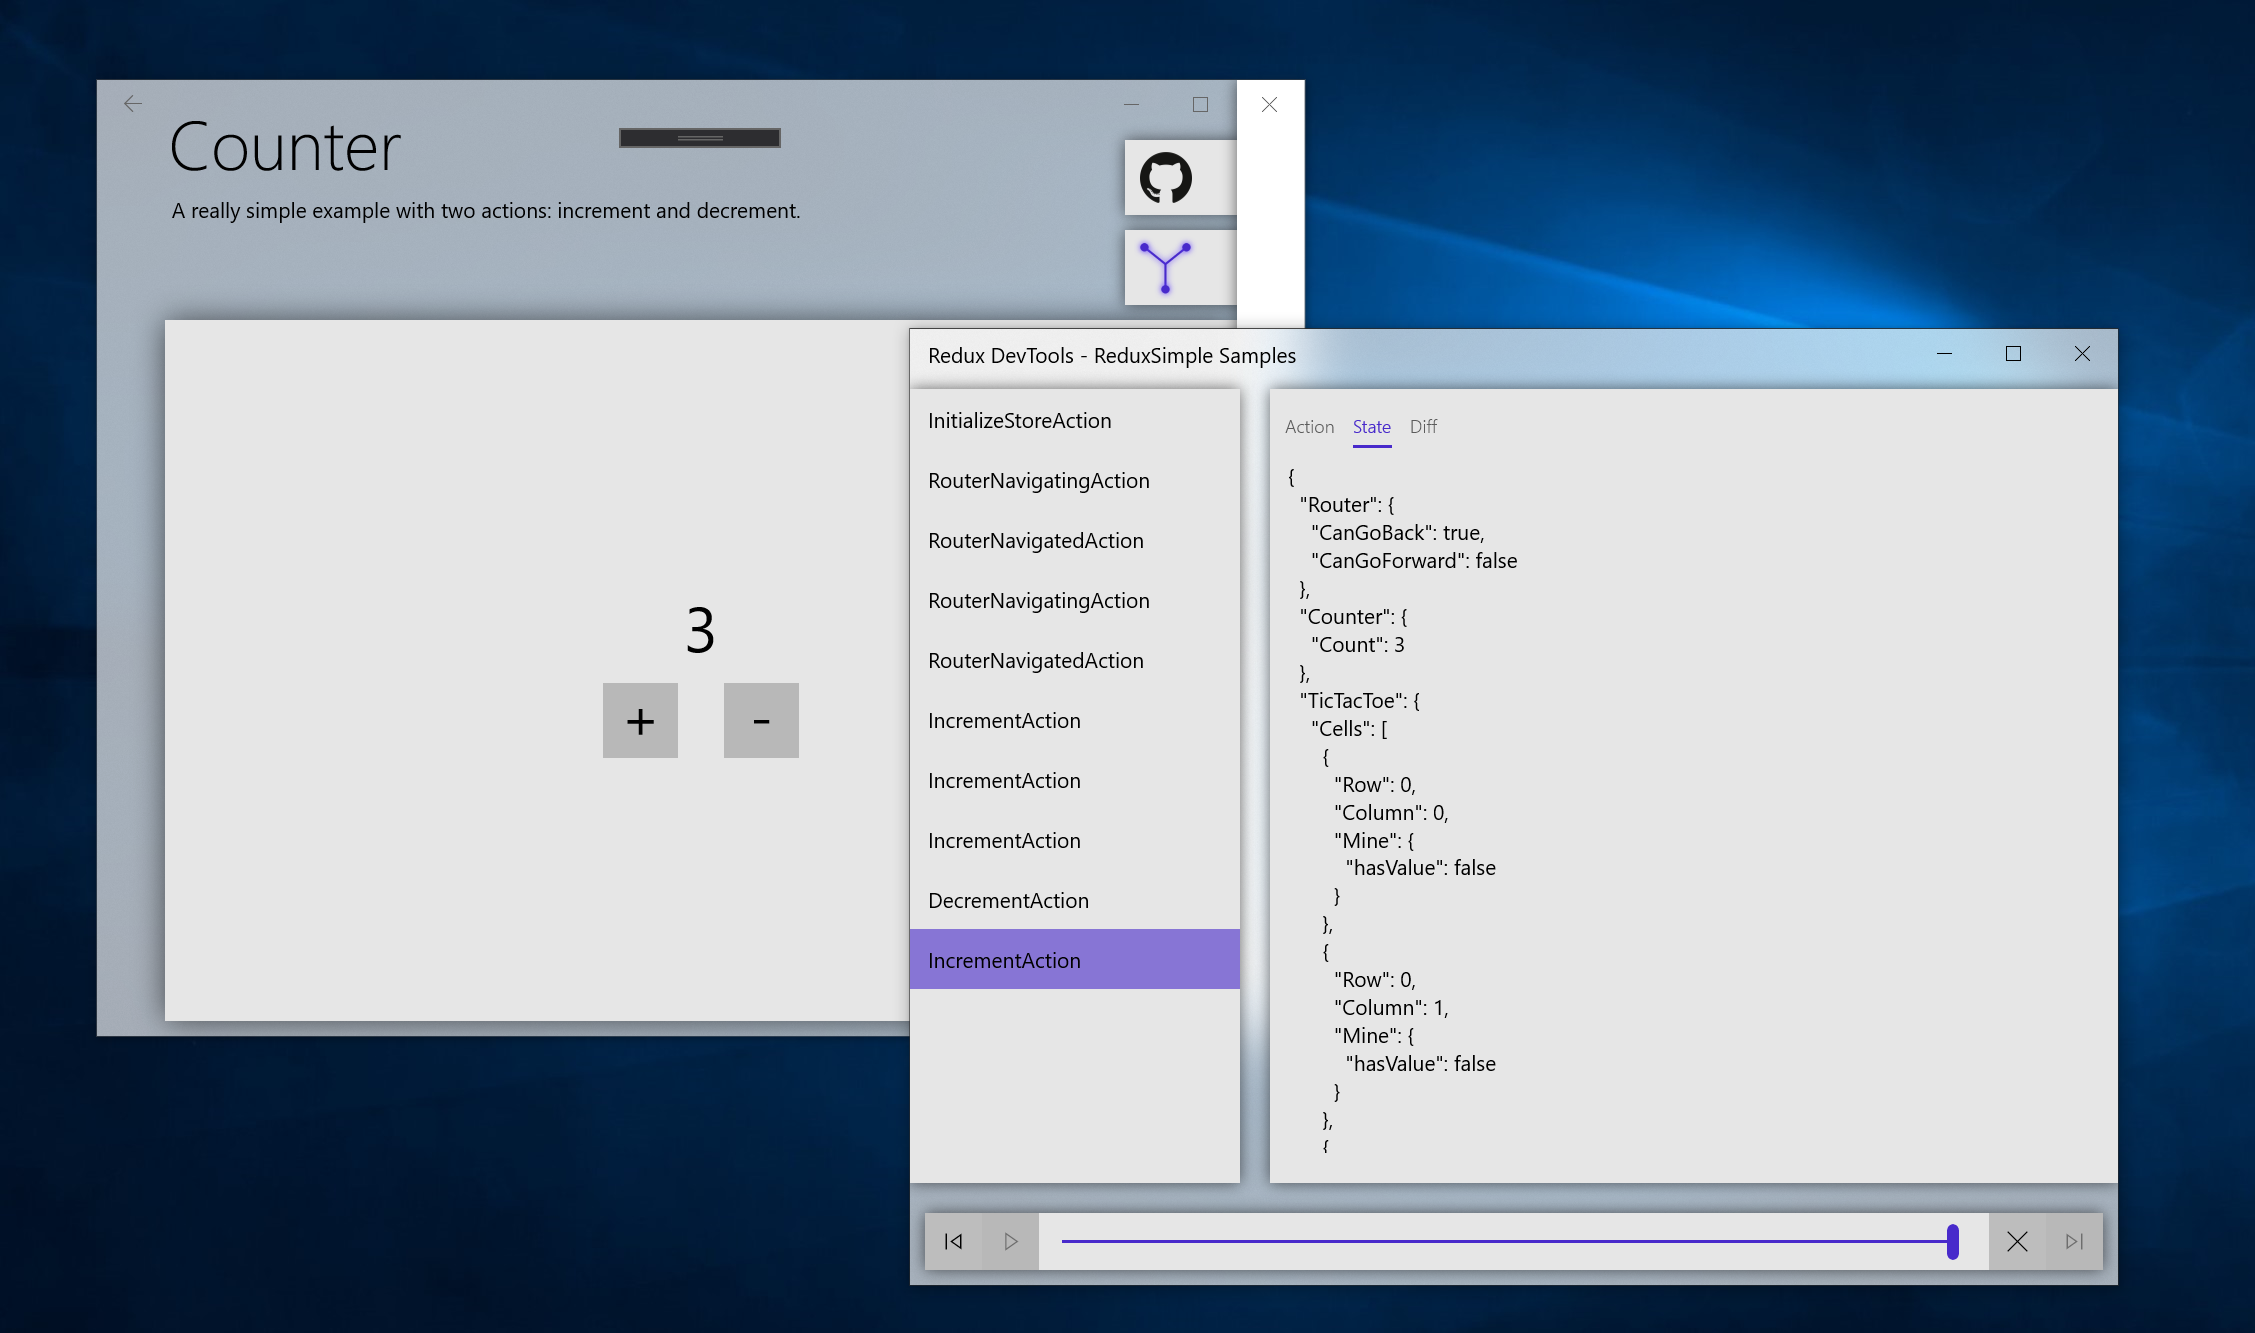 Counter
A really simple example with two actions: increment and decrement.
3
+ -
Redux DevTools - ReduxSimple Samples
InitializeStoreAction
RouterNavigatingAction
RouterNavigatedAction
RouterNavigatingAction
RouterNavigatedAction
IncrementAction
IncrementAction
IncrementAction
DecrementAction
IncrementAction
Action State Diff
{
"Router": {
"CanGoBack": true,
"CanGoForward": false
},
"Counter": {
"Count": 3
},
"TicTacToe": {
"Cells": [
{
"Row": 0,
"Column": 0,
"Mine": {
"hasValue": false
}
},
{
"Row": 0,
"Column": 1,
"Mine": {
"hasValue": false
}
},
{